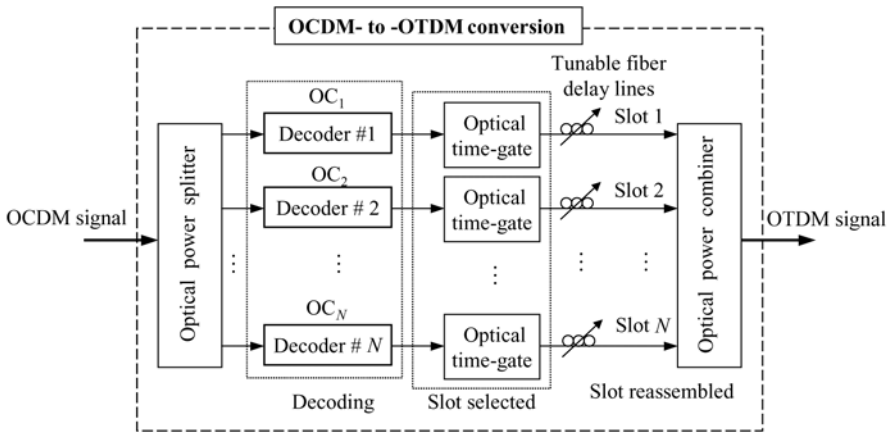 OCDM- to -OTDM conversion
Tunable fiber
delay lines
OC1
Decoder #1
Optical
time-gate
Slot 1
OC2
Decoder # 2
Optical
time-gate
Slot 2
OCDM signal
Optical power splitter
Optical power combiner
OTDM signal
OCN
Decoder # N
Optical
time-gate
Slot N
Decoding
Slot selected
Slot reassembled